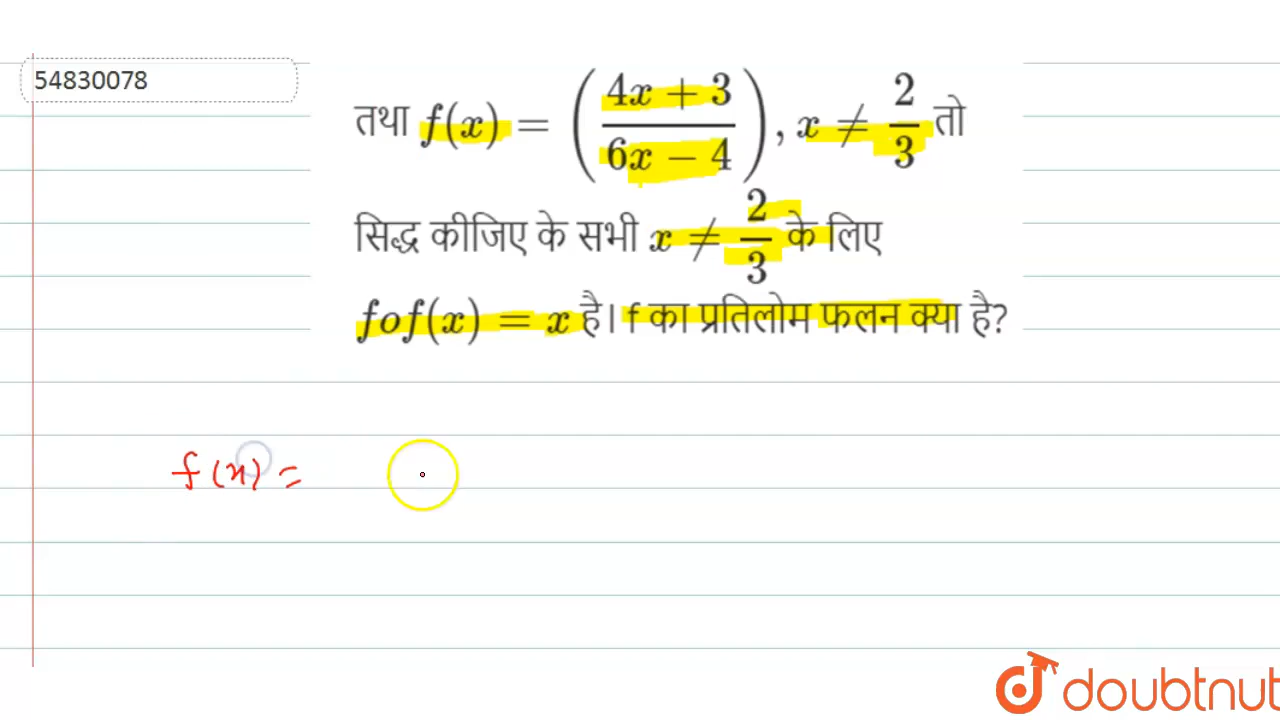 54830078
तथा f(x) = (4x + 3 / 6x − 4), x ≠ 2/3 तो
सिद्ध कीजिए के सभी x ≠ 2/3 के लिए
fof(x) = x है। f का प्रतिलोम फलन क्या है?
f(x) =
doubtnut